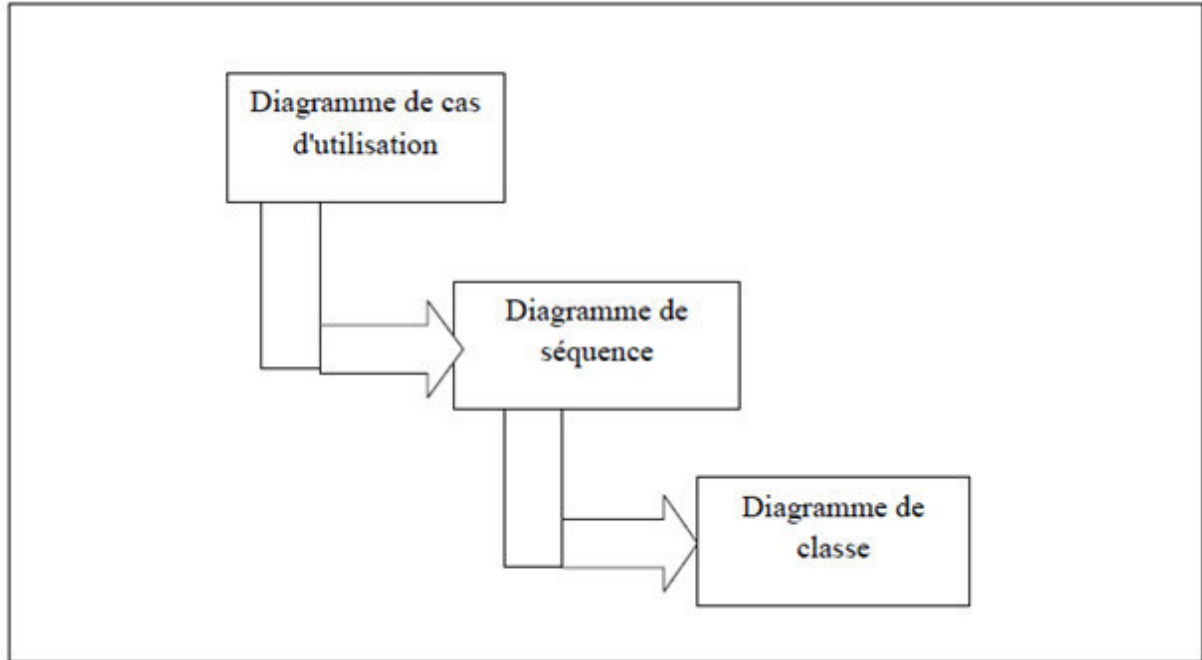 Diagramme de cas
d'utilisation
Diagramme de
séquence
Diagramme de
classe